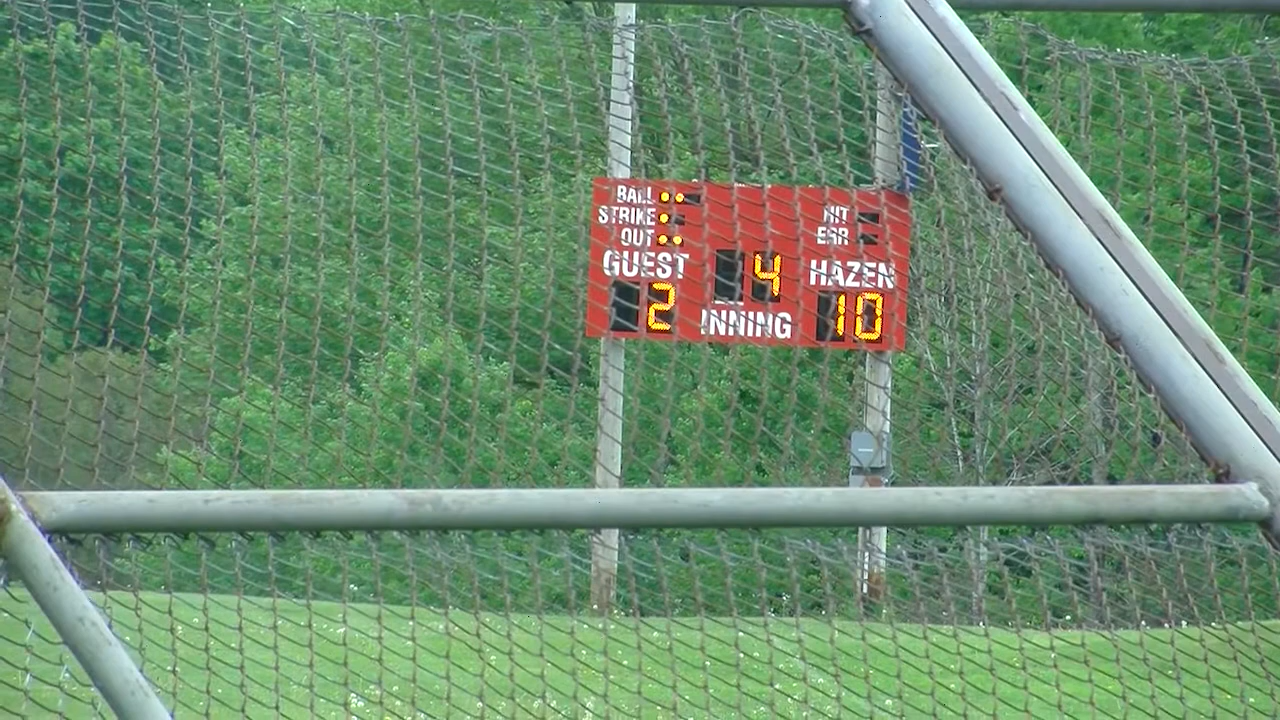 BALL
STRIKE
OUT
HIT
ERR
GUEST
4
HAZEN
2
INNING
10